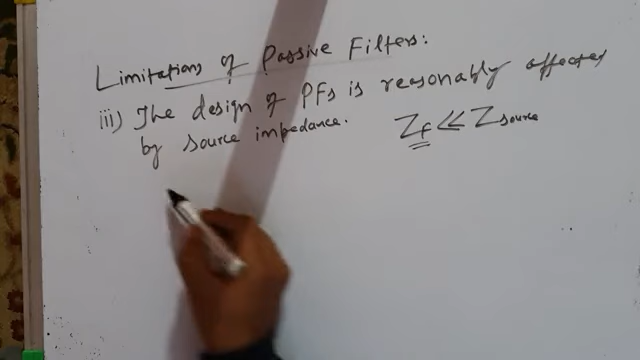 Limitations of Passive Filters:
iii) The design of PFs is reasonably affected
by source impedance. Zf << Zsource